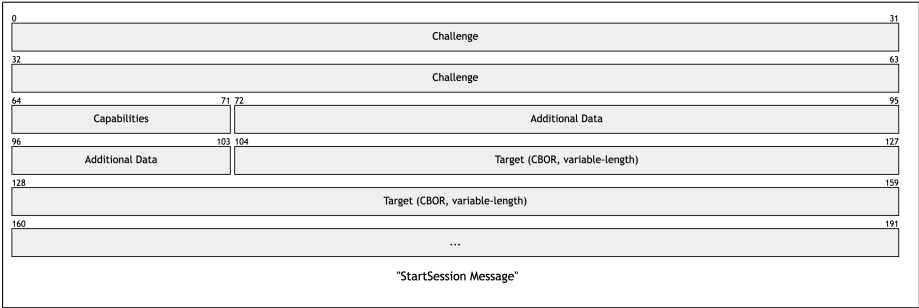 0 31
Challenge
32 63
Challenge
64 71 72 95
Capabilities Additional Data
96 103 104 127
Additional Data Target (CBOR, variable-length)
128 159
Target (CBOR, variable-length)
160 191
...
"StartSession Message"